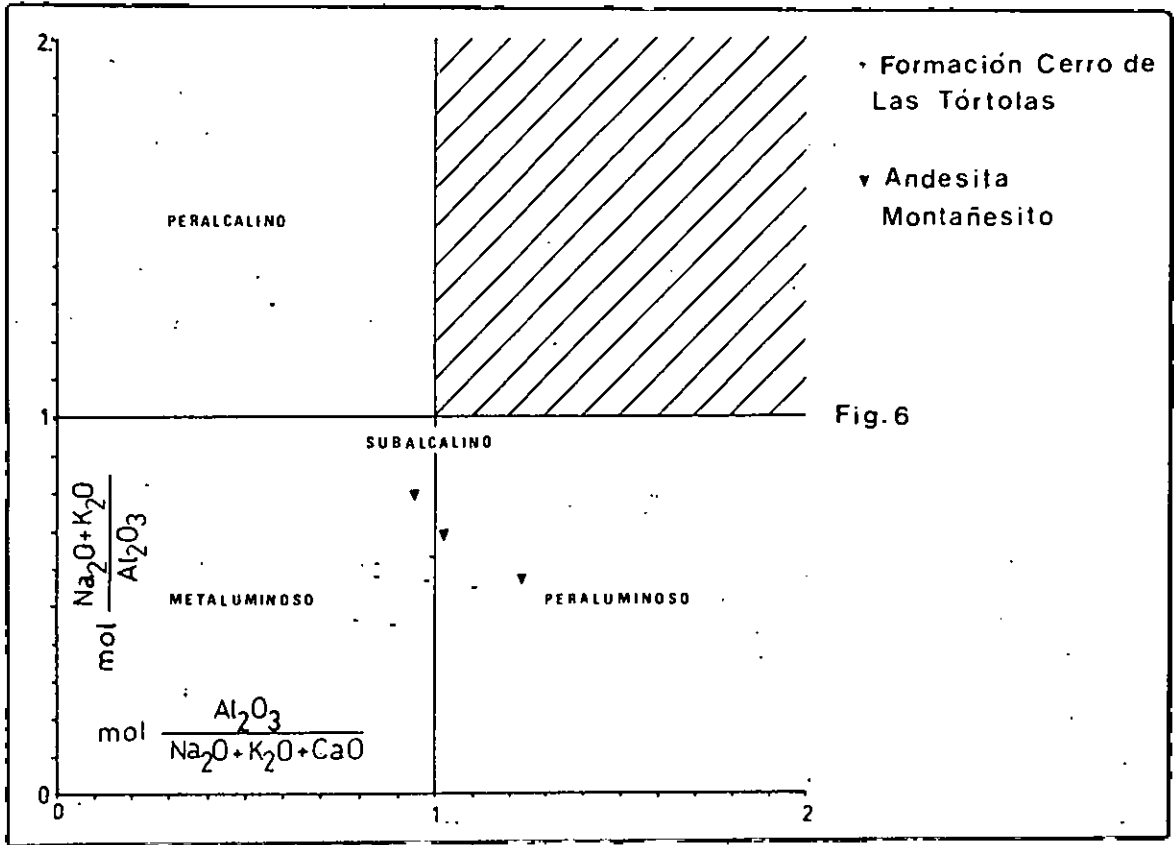 2
Formación Cerro de
Las Tórtolas
Andesita
Montañesito
PERALCALINO
1
Fig. 6
SUBALCALINO
mol Na₂O+K₂O
Al₂O₃
METALUMINOSO
PERALUMINOSO
mol Al₂O₃
Na₂O+K₂O+CaO
0
0
1
2